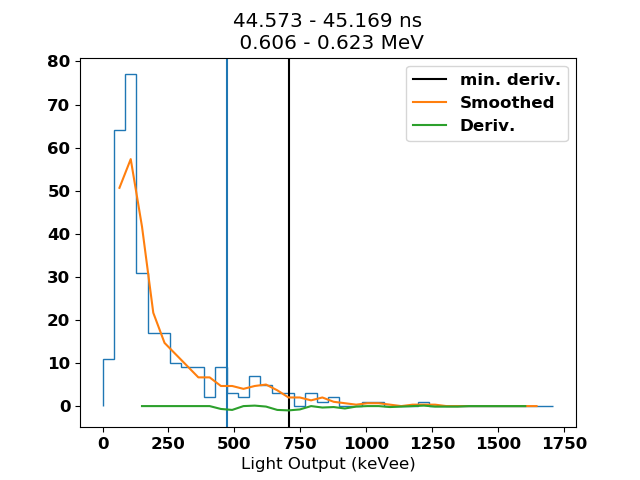 44.573 - 45.169 ns
0.606 - 0.623 MeV
80
70
60
50
40
30
20
10
0
min. deriv.
Smoothed
Deriv.
0 250 500 750 1000 1250 1500 1750
Light Output (keVee)